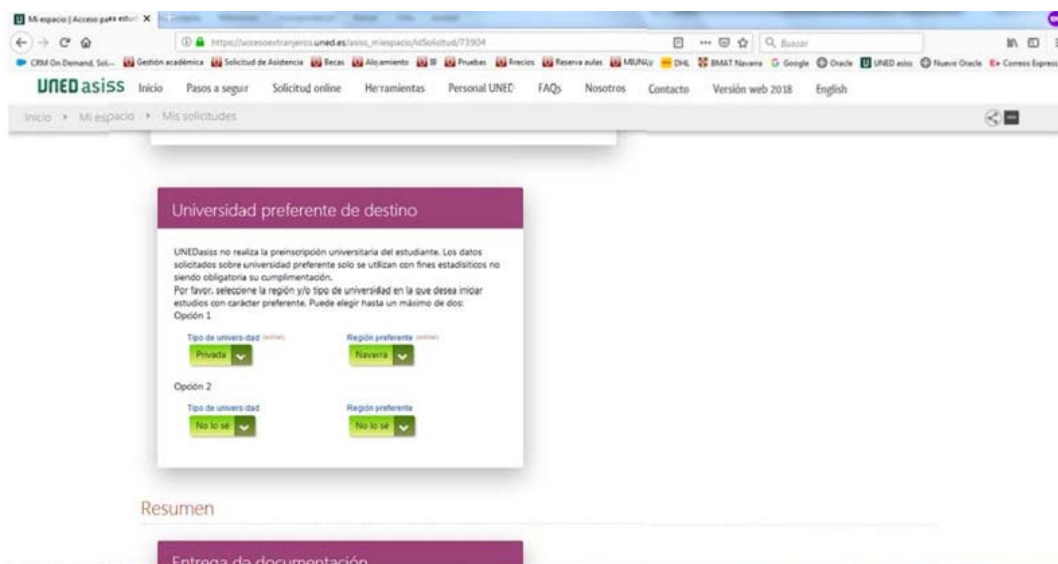 Mi espacio | Acceso para estud
https://accesoextranjeros.uned.es/asiss_miespacio/idSolicitud/73904
Buscar
CRM On Demand, Sol... Gestión académica Solicitud de Asistencia Becas Alojamiento Pruebas Precios Reserva aulas DHL BMAT Navarra Google Oracle UNED asiss Nuevo Oracle Correos Express
UNEDasiss Inicio Pasos a seguir Solicitud online Herramientas Personal UNED FAQs Nosotros Contacto Versión web 2018 English
Inicio Mi espacio Mis solicitudes
Universidad preferente de destino
UNEDasiss no realiza la preinscripción universitaria del estudiante. Los datos
solicitados sobre universidad preferente solo se utilizan con fines estadísiticos no
siendo obligatoria su cumplimentación.
Por favor, seleccione la región y/o tipo de universidad en la que desea iniciar
estudios con carácter preferente. Puede elegir hasta un máximo de dos:
Opción 1
Tipo de universidad Región preferente
Privada Navarra
Opción 2
Tipo de universidad Región preferente
No lo sé No lo sé
Resumen
Entrega de documentación